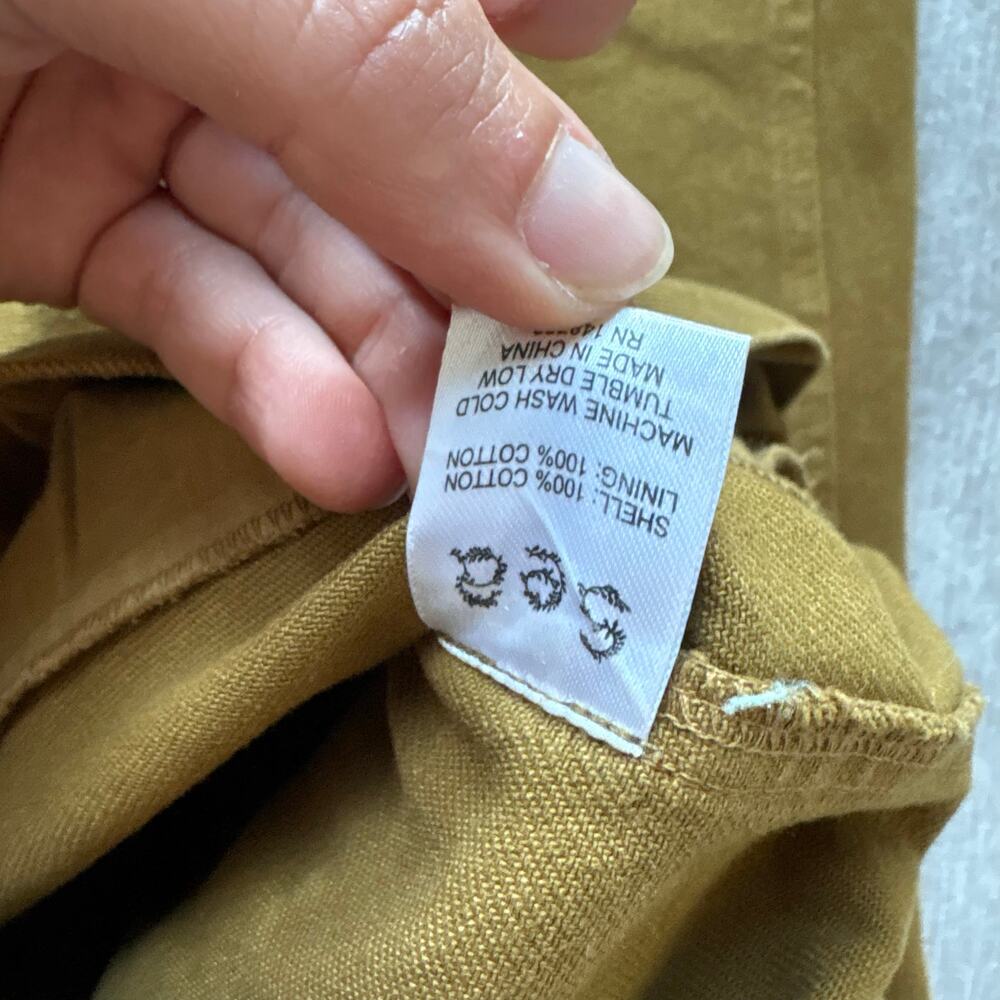 SHELL: 100% COTTON
LINING: 100% COTTON
MACHINE WASH COLD
TUMBLE DRY LOW
MADE IN CHINA
RN